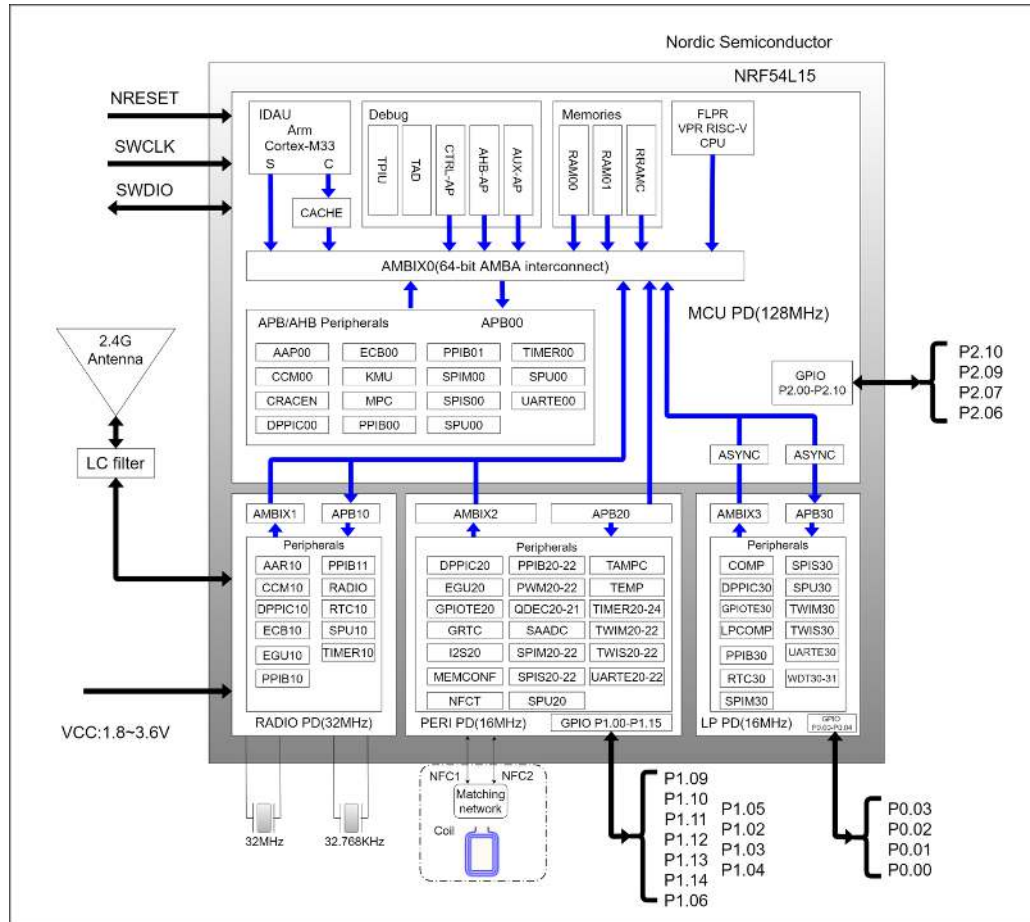 Nordic Semiconductor
NRF54L15
NRESET
SWCLK
SWDIO
IDAU
Arm
Cortex-M33
S C
CACHE
Debug
TPIU
TAD
CTRL-AP
AHB-AP
AUX-AP
Memories
RAM00
RAM01
RRAMC
FLPR
VPR RISC-V
CPU
AMBIX0(64-bit AMBA interconnect)
APB/AHB Peripherals APB00
AAP00 ECB00 PPIB01 TIMER00
CCM00 KMU SPIM00 SPU00
CRACEN MPC SPIS00 UARTE00
DPPIC00 PPIB00 SPU00
MCU PD(128MHz)
GPIO
P2.00-P2.10
P2.10
P2.09
P2.07
P2.06
2.4G
Antenna
LC filter
ASYNC ASYNC
AMBIX1 APB10
Peripherals
AAR10 PPIB11
CCM10 RADIO
DPPIC10 RTC10
ECB10 SPU10
EGU10 TIMER10
PPIB10
RADIO PD(32MHz)
AMBIX2 APB20
Peripherals
DPPIC20 PPIB20-22 TAMPC
EGU20 PWM20-22 TEMP
GPIOTE20 QDEC20-21 TIMER20-24
GRTC SAADC TWIM20-22
I2S20 SPIM20-22 TWIS20-22
MEMCONF SPIS20-22 UARTE20-22
NFCT SPU20
PERI PD(16MHz) GPIO P1.00-P1.15
AMBIX3 APB30
Peripherals
COMP SPIS30
DPPIC30 SPU30
GPIOTE30 TWIM30
LPCOMP TWIS30
PPIB30 UARTE30
RTC30 WDT30-31
SPIM30
LP PD(16MHz)
GPIO
P0.00-P0.04
VCC:1.8~3.6V
32MHz
32.768KHz
NFC1 NFC2
Matching
network
Coil
P1.09
P1.10
P1.11
P1.12
P1.13
P1.14
P1.06
P1.05
P1.02
P1.03
P1.04
P0.03
P0.02
P0.01
P0.00